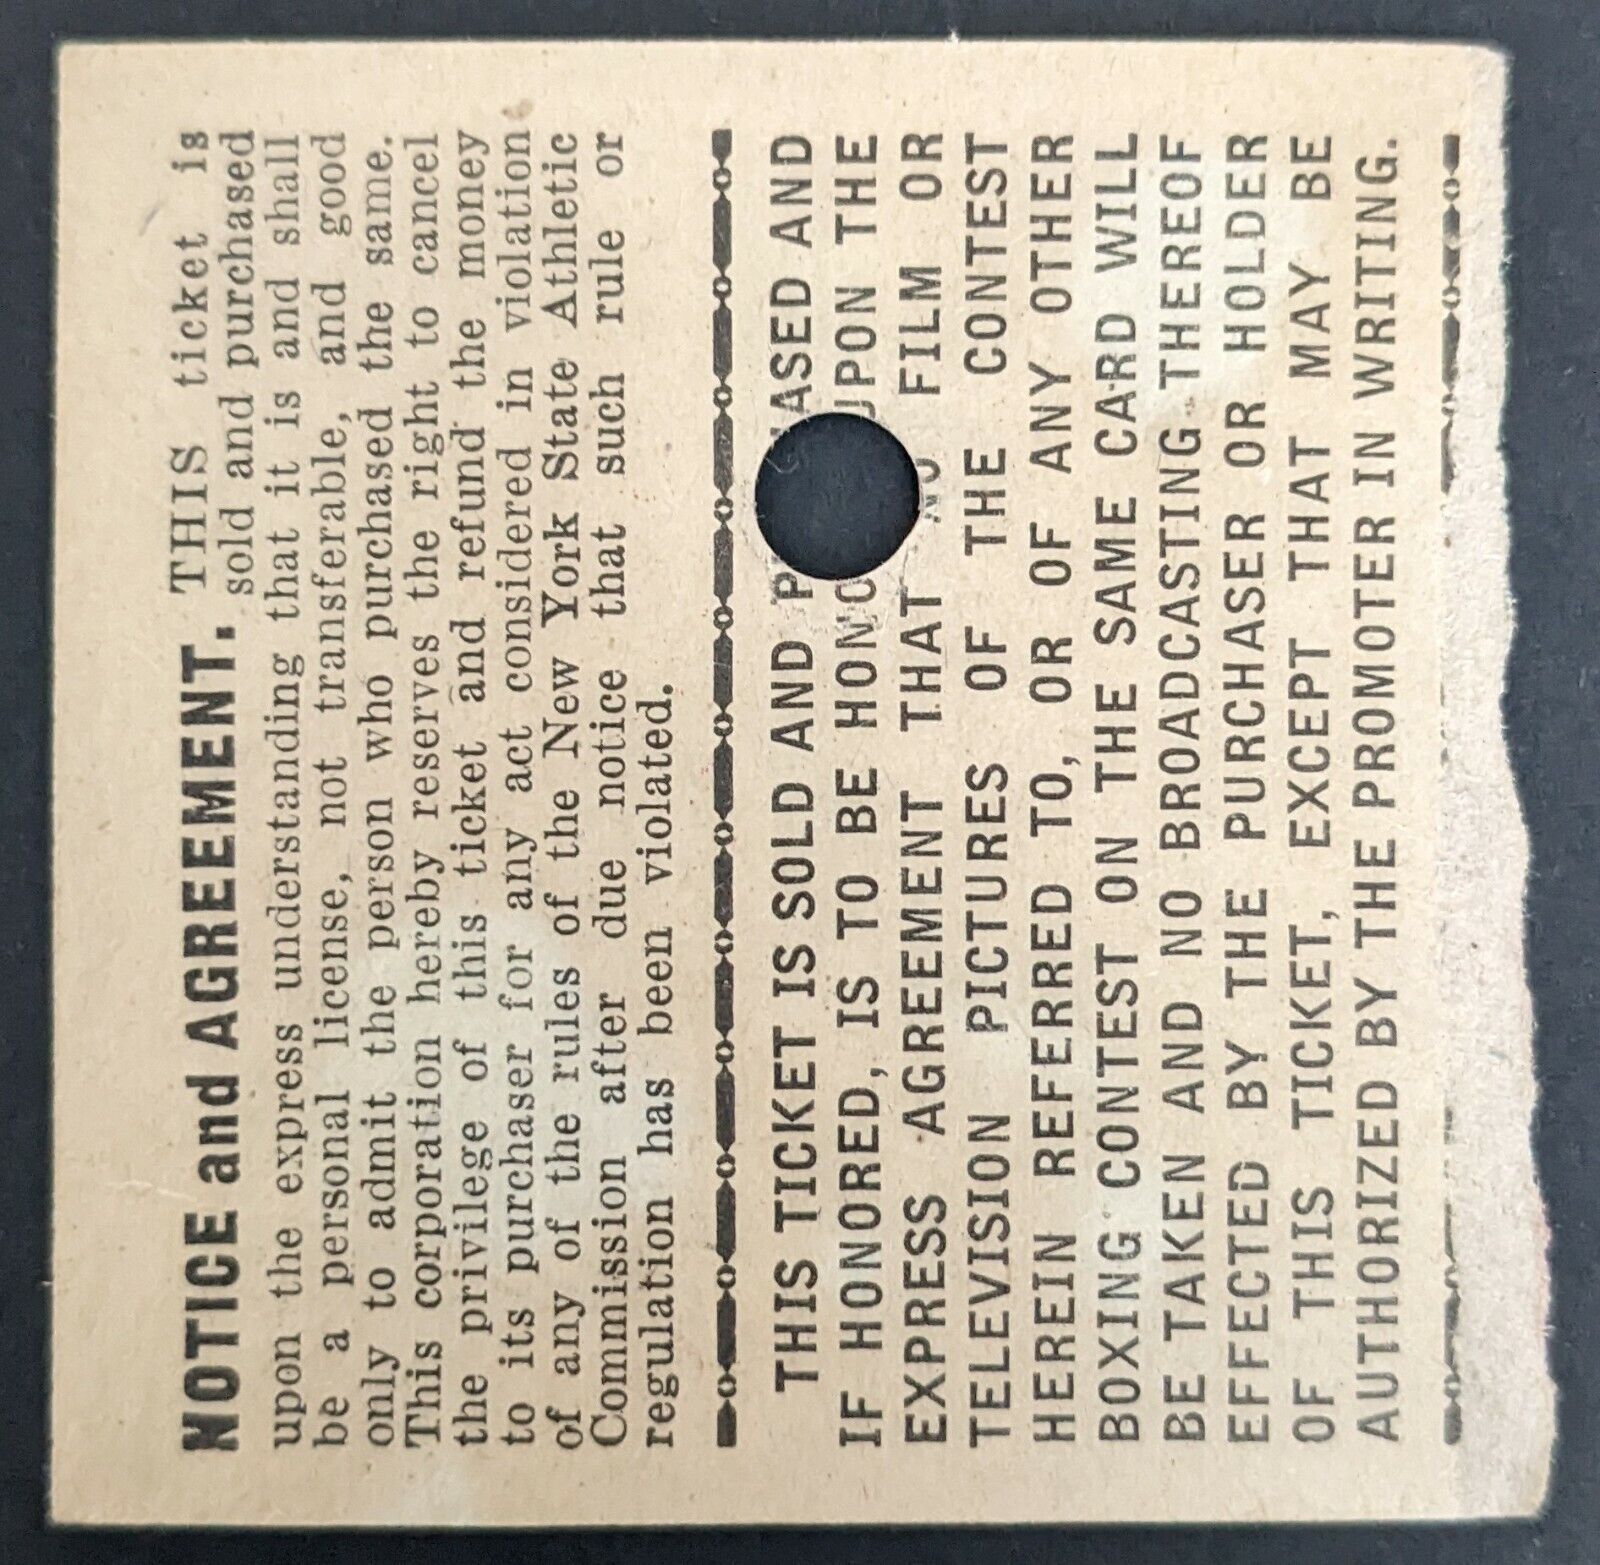 NOTICE and AGREEMENT. THIS ticket is
sold and purchased
upon the express understanding that it is and shall
be a personal license, not transferable, and good
only to admit the person who purchased the same.
This corporation hereby reserves the right to cancel
the privilege of this ticket and refund the money
to its purchaser for any act considered in violation
of any of the rules of the New York State Athletic
Commission after due notice that such rule or
regulation has been violated.
THIS TICKET IS SOLD AND P ASED AND
IF HONORED, IS TO BE HONO UPON THE
EXPRESS AGREEMENT THAT NO FILM OR
TELEVISION PICTURES OF THE CONTEST
HEREIN REFERRED TO, OR OF ANY OTHER
BOXING CONTEST ON THE SAME CARD WILL
BE TAKEN AND NO BROADCASTING THEREOF
EFFECTED BY THE PURCHASER OR HOLDER
OF THIS TICKET, EXCEPT THAT MAY BE
AUTHORIZED BY THE PROMOTER IN WRITING.